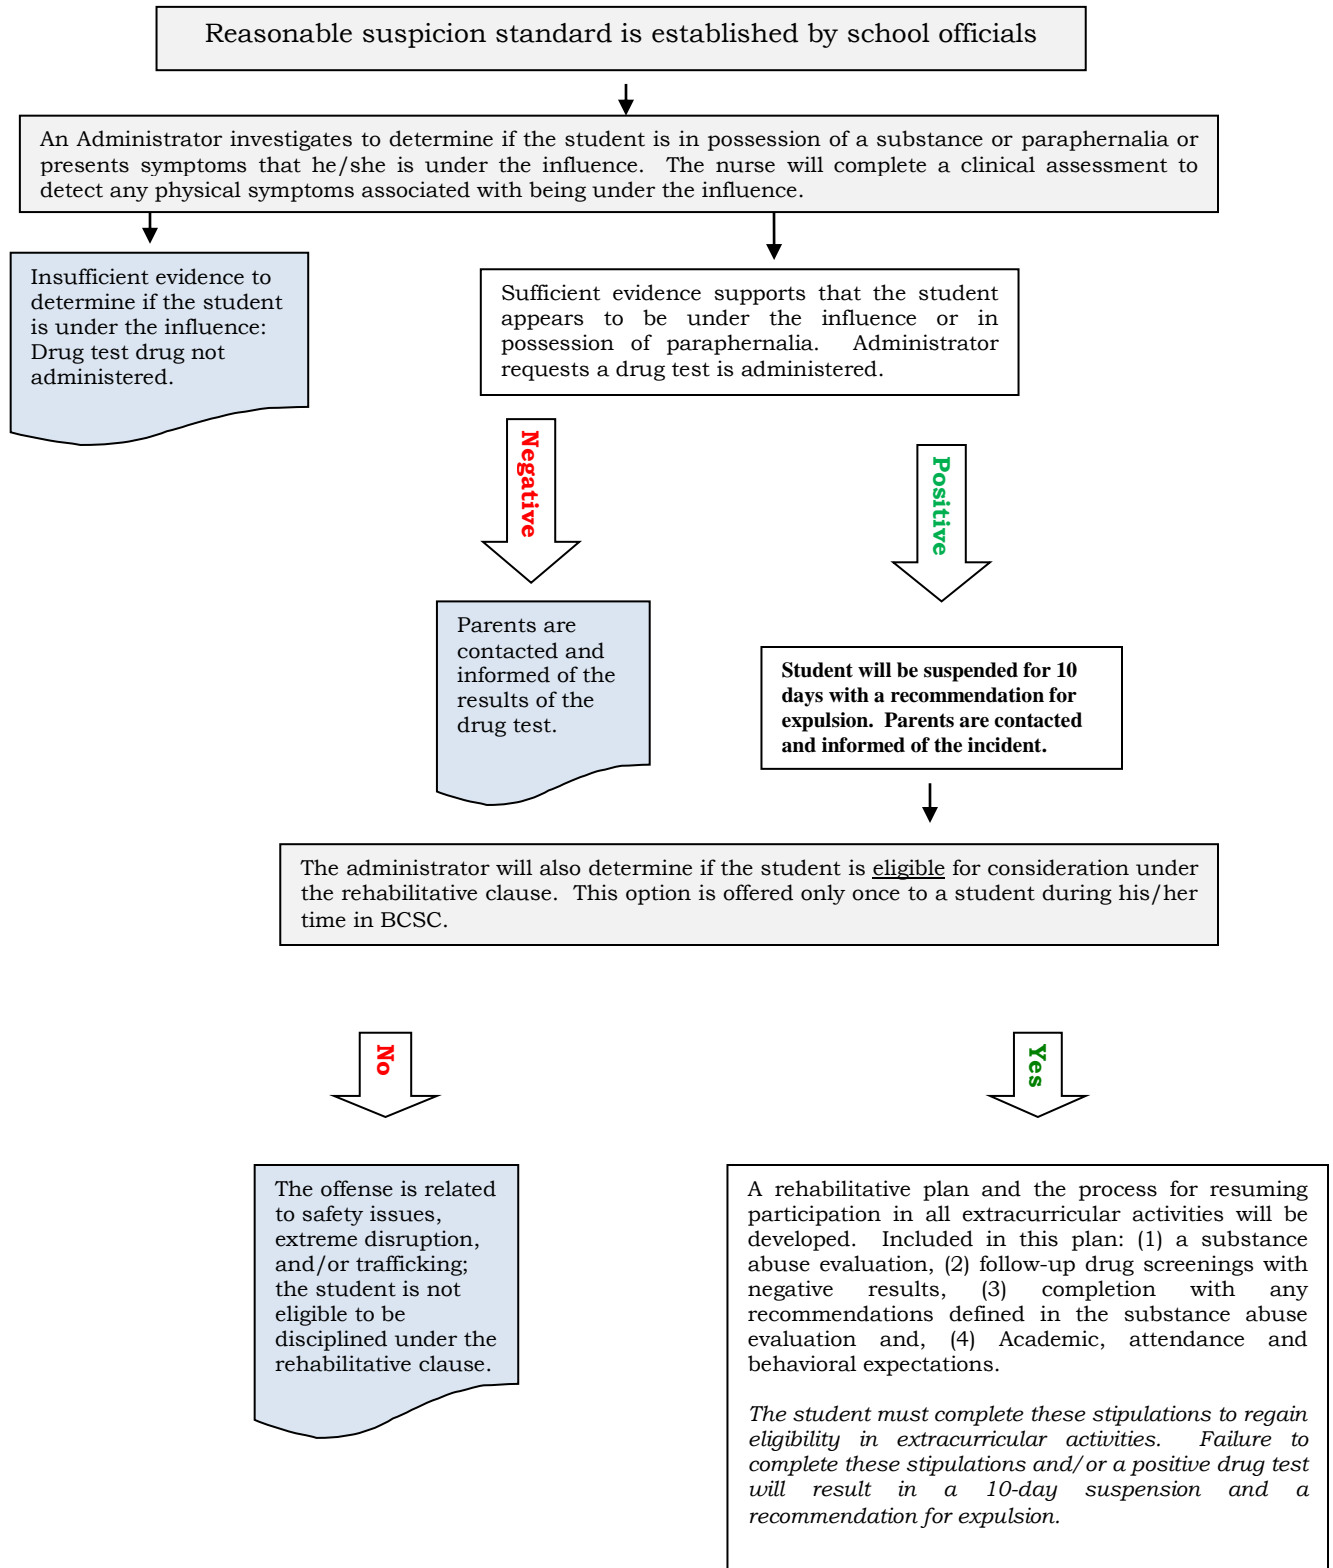 Reasonable suspicion standard is established by school officials
An Administrator investigates to determine if the student is in possession of a substance or paraphernalia or
presents symptoms that he/she is under the influence. The nurse will complete a clinical assessment to
detect any physical symptoms associated with being under the influence.
Insufficient evidence to
determine if the student
is under the influence:
Drug test drug not
administered.
Sufficient evidence supports that the student
appears to be under the influence or in
possession of paraphernalia. Administrator
requests a drug test is administered.
Negative
Positive
Parents are
contacted and
informed of the
results of the
drug test.
Student will be suspended for 10
days with a recommendation for
expulsion. Parents are contacted
and informed of the incident.
The administrator will also determine if the student is eligible for consideration under
the rehabilitative clause. This option is offered only once to a student during his/her
time in BCSC.
No
Yes
The offense is related
to safety issues,
extreme disruption,
and/or trafficking;
the student is not
eligible to be
disciplined under the
rehabilitative clause.
A rehabilitative plan and the process for resuming
participation in all extracurricular activities will be
developed. Included in this plan: (1) a substance
abuse evaluation, (2) follow-up drug screenings with
negative results, (3) completion with any
recommendations defined in the substance abuse
evaluation and, (4) Academic, attendance and
behavioral expectations.
The student must complete these stipulations to regain
eligibility in extracurricular activities. Failure to
complete these stipulations and/or a positive drug test
will result in a 10-day suspension and a
recommendation for expulsion.